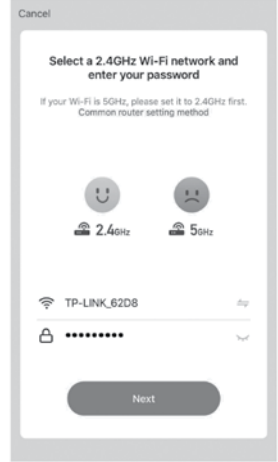 Cancel
Select a 2.4GHz Wi-Fi network and
enter your password
If your Wi-Fi is 5GHz, please set it to 2.4GHz first.
Common router setting method
2.4GHz
5GHz
TP-LINK_62D8
•••••••••
Next